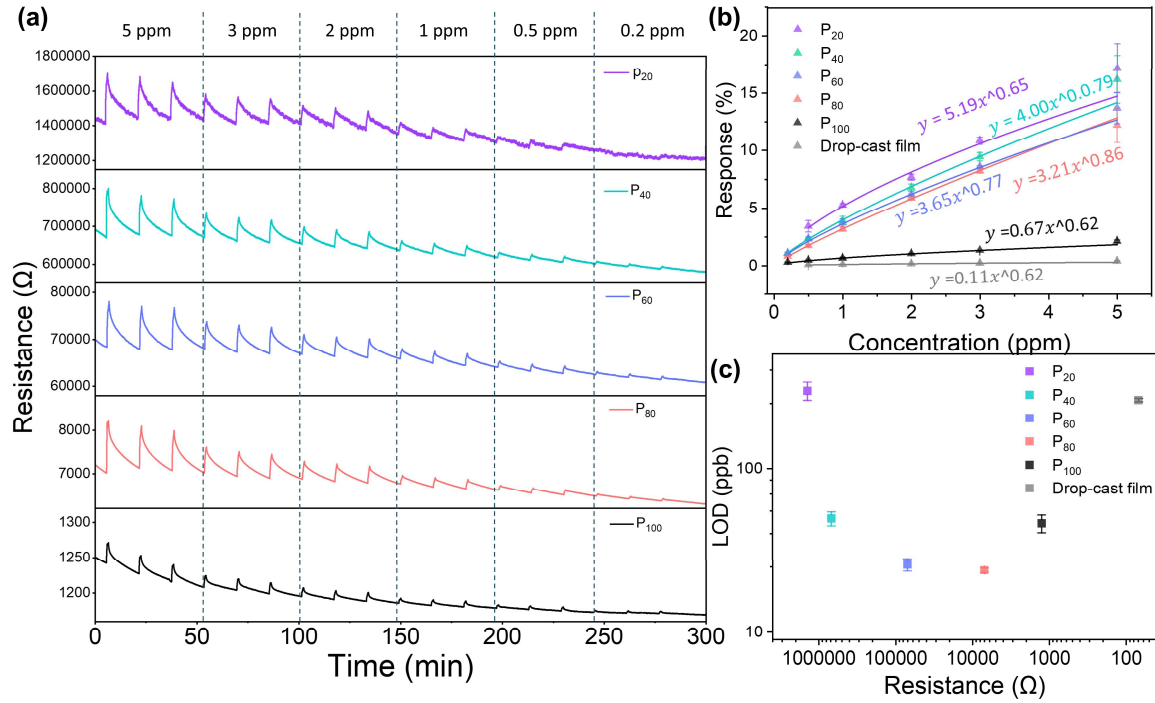 (a)
5 ppm 3 ppm 2 ppm 1 ppm 0.5 ppm 0.2 ppm
1800000
1600000
1400000
1200000
p20
800000
700000
600000
P40
80000
70000
60000
P60
8000
7000
P80
1300
1250
1200
P100
Resistance (Ω)
0 50 100 150 200 250 300
Time (min)
(b)
20
15
10
5
0
Response (%)
P20
P40
P60
P80
P100
Drop-cast film
y = 5.19x^0.65
y = 4.00x^0.0.79
y =3.65x^0.77
y =3.21x^0.86
y =0.67x^0.62
y =0.11x^0.62
0 1 2 3 4 5
Concentration (ppm)
(c)
100
10
LOD (ppb)
P20
P40
P60
P80
P100
Drop-cast film
1000000 100000 10000 1000 100
Resistance (Ω)